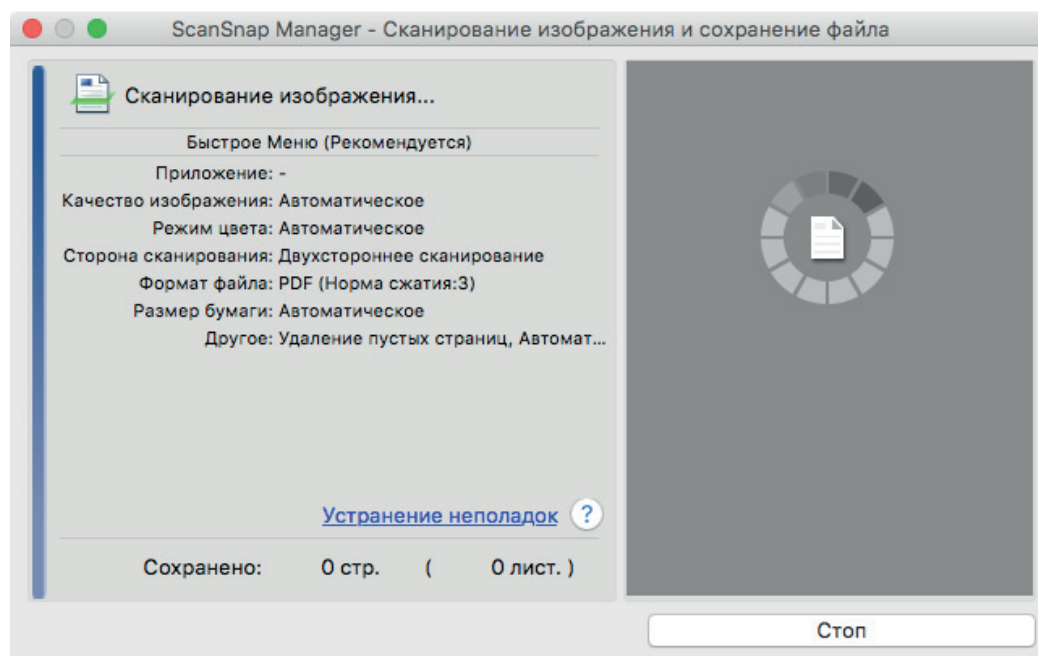 ScanSnap Manager - Сканирование изображения и сохранение файла
Сканирование изображения...
Быстрое Меню (Рекомендуется)
Приложение: -
Качество изображения: Автоматическое
Режим цвета: Автоматическое
Сторона сканирования: Двухстороннее сканирование
Формат файла: PDF (Норма сжатия:3)
Размер бумаги: Автоматическое
Другое: Удаление пустых страниц, Автомат...
Устранение неполадок ?
Сохранено: 0 стр. ( 0 лист. )
Стоп